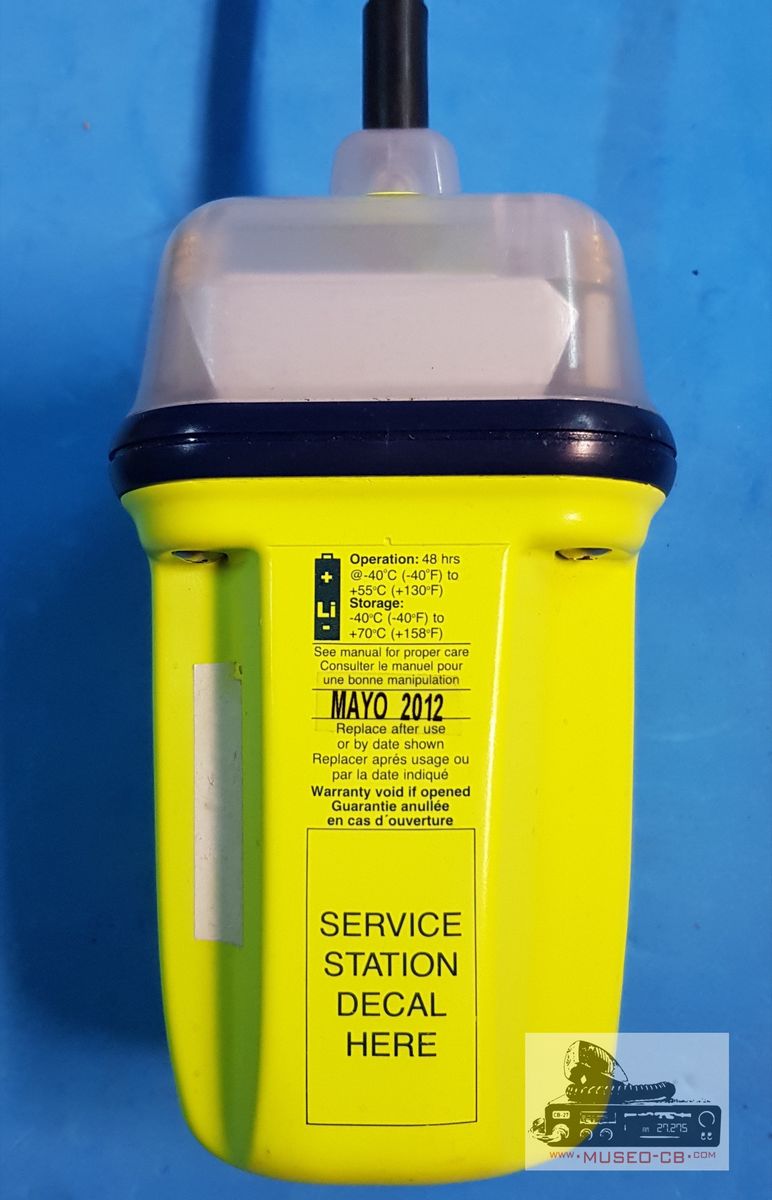 Operation: 48 hrs
@-40°C (-40°F) to
+55°C (+130°F)
Storage:
-40°C (-40°F) to
+70°C (+158°F)
+
Li
-
See manual for proper care
Consulter le manuel pour
une bonne manipulation
MAYO 2012
Replace after use
or by date shown
Replacer aprés usage ou
par la date indiqué
Warranty void if opened
Guarantie anullée
en cas d´ouverture
SERVICE
STATION
DECAL
HERE
CB-27
27.275
www.MUSEO-CB.COM